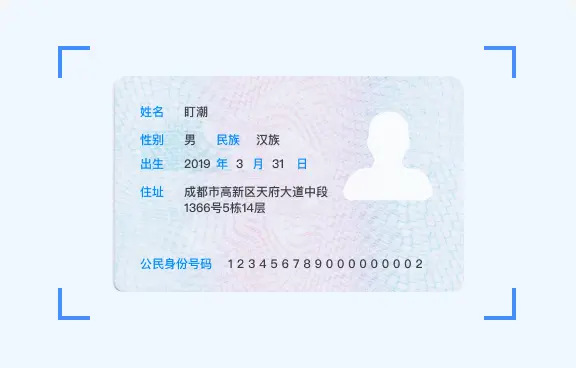 姓名 盯潮
性别 男 民族 汉族
出生 2019 年 3 月 31 日
住址 成都市高新区天府大道中段
1366号5栋14层
公民身份号码 123456789000000002